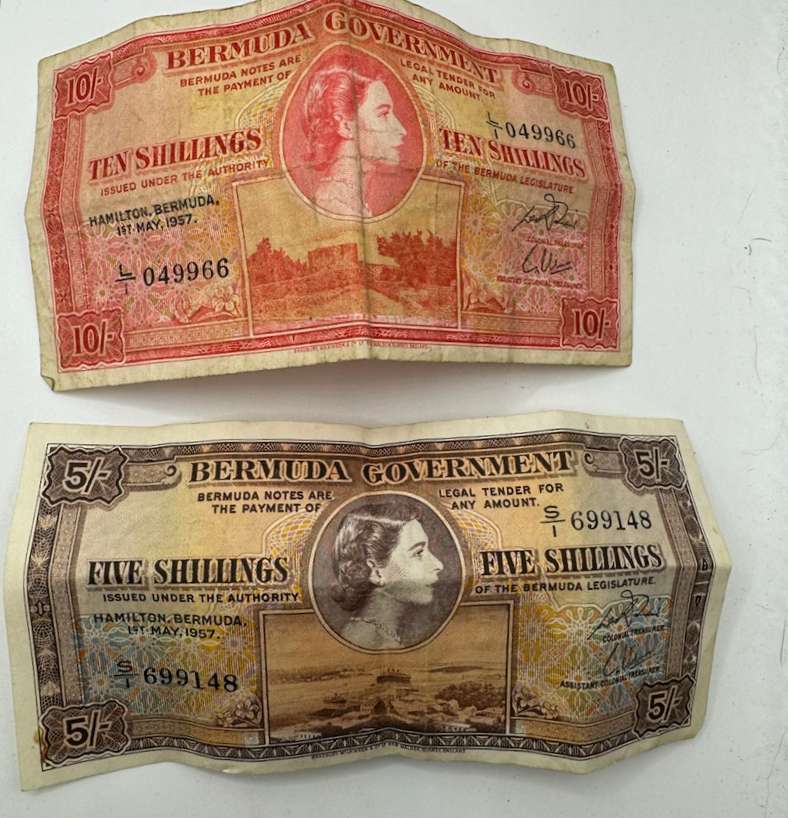 BERMUDA GOVERNMENT
10/- 10/-
BERMUDA NOTES ARE LEGAL TENDER FOR
THE PAYMENT OF ANY AMOUNT
L/1 049966
TEN SHILLINGS TEN SHILLINGS
ISSUED UNDER THE AUTHORITY OF THE BERMUDA LEGISLATURE
HAMILTON, BERMUDA,
1ST MAY, 1957.
L/1 049966
10/- 10/-
BERMUDA GOVERNMENT
5/- 5/-
BERMUDA NOTES ARE LEGAL TENDER FOR
THE PAYMENT OF ANY AMOUNT.
S/1 699148
FIVE SHILLINGS FIVE SHILLINGS
ISSUED UNDER THE AUTHORITY OF THE BERMUDA LEGISLATURE.
HAMILTON, BERMUDA,
1ST MAY, 1957.
COLONIAL TREASURER
S/1 699148
ASSISTANT COLONIAL TREASURER
5/- 5/-